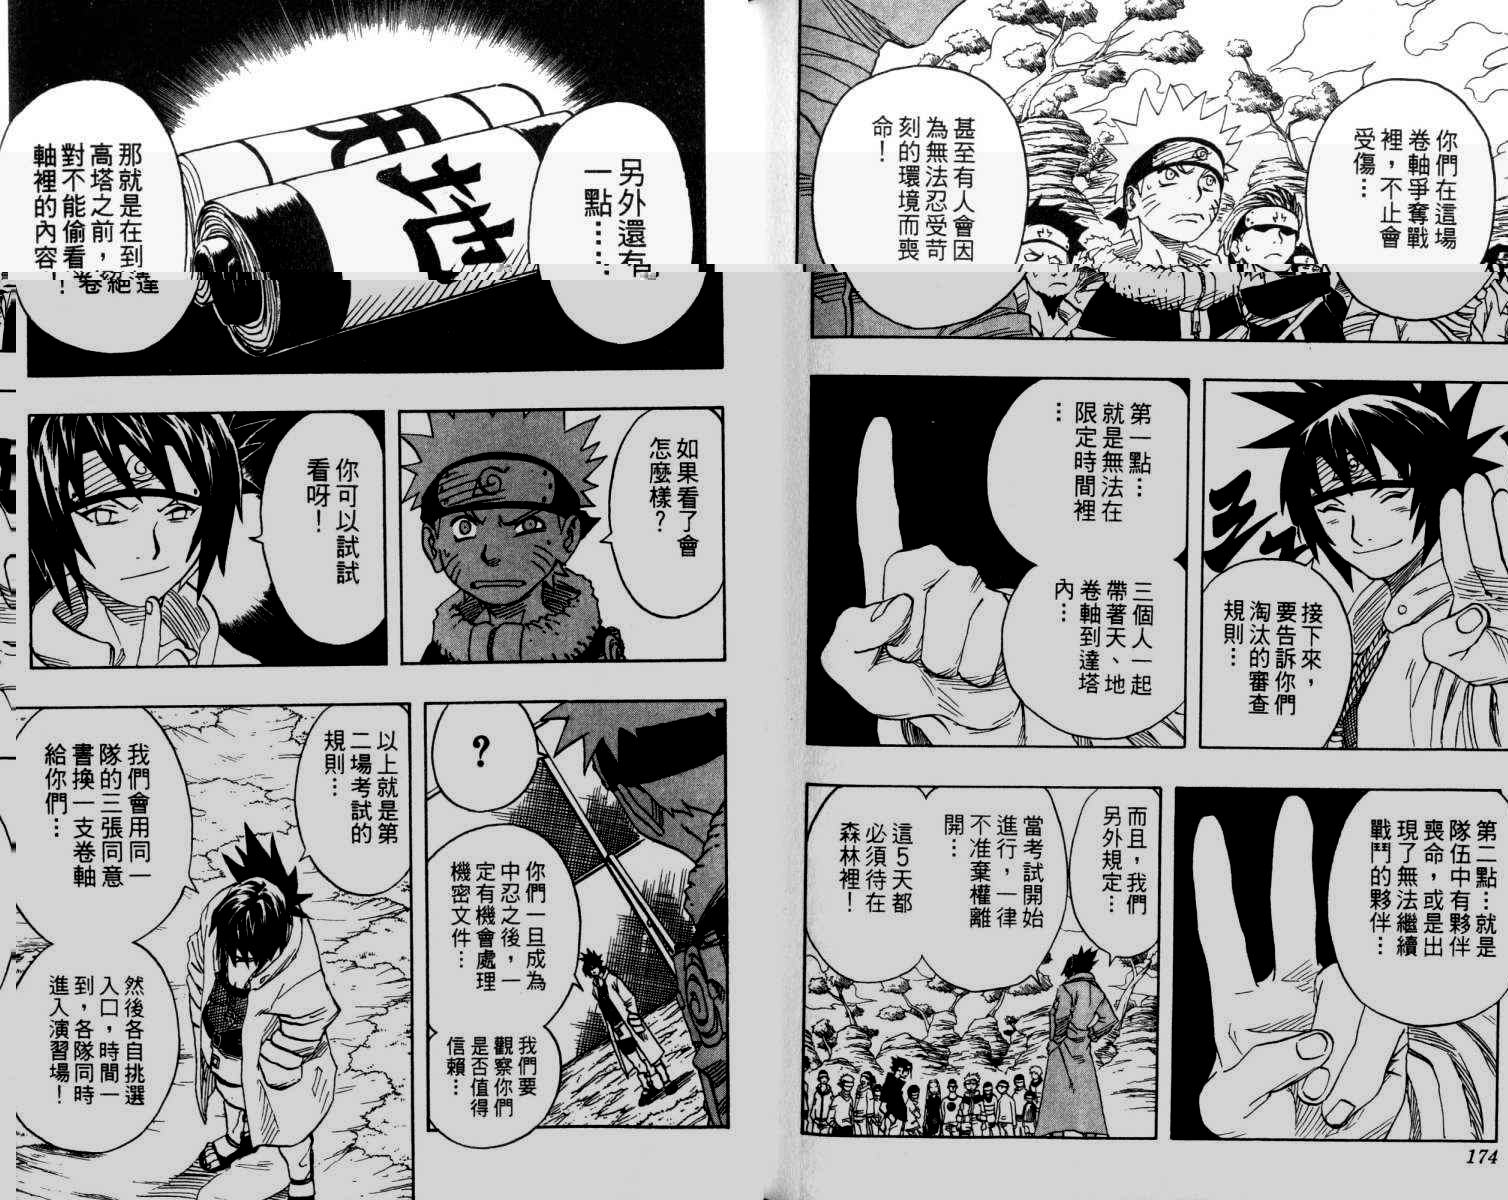 你們在這場
卷軸爭奪戰
裡，不止會
受傷…
甚至有人會因
為無法忍受苛
刻的環境而喪
命！
接下來，
要告訴你們
淘汰的審查
規則…
第一點…
就是無法在
限定時間裡
…
三個人一起
帶著天、地
卷軸到達塔
內…
第二點…就是
隊伍中有夥伴
喪命，或是出
現了無法繼續
戰鬥的夥伴…
而且，我們
另外規定…
當考試開始
進行，一律
不准棄權離
開…
這5天都
必須待在
森林裡！
174
天
地
另外還有
一點……
那就是在到達
高塔之前，絕
對不能偷看卷
軸裡的內容！
如果看了會
怎麼樣？
你可以試試
看呀！
？
你們一旦成為
中忍之後，一
定有機會處理
機密文件…
我們要
觀察你們
是否值得
信賴…
以上就是第
二場考試的
規則…
我們會用同一
隊的三張同意
書換一支卷軸
給你們…
然後各自挑選
入口，時間一
到，各隊同時
進入演習場！